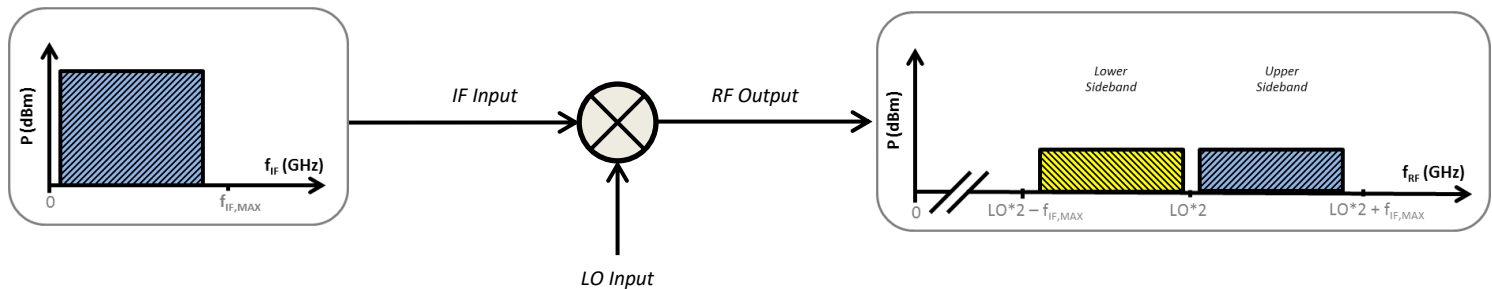 P (dBm)
f_IF (GHz)
0
f_IF,MAX
IF Input
RF Output
LO Input
P (dBm)
Lower
Sideband
Upper
Sideband
f_RF (GHz)
0
LO*2 – f_IF,MAX
LO*2
LO*2 + f_IF,MAX